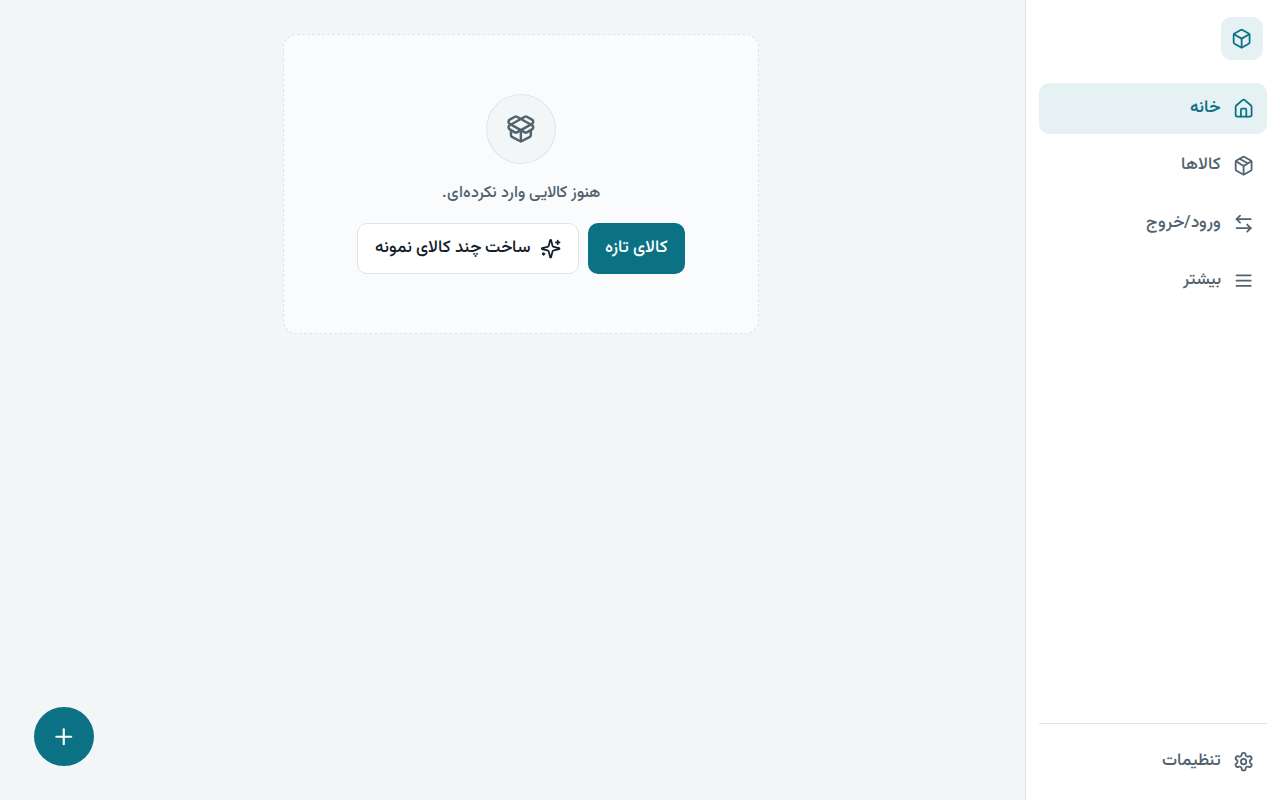 خانه
کالاها
ورود/خروج
بیشتر
تنظیمات
هنوز کالایی وارد نکرده‌ای.
کالای تازه
ساخت چند کالای نمونه